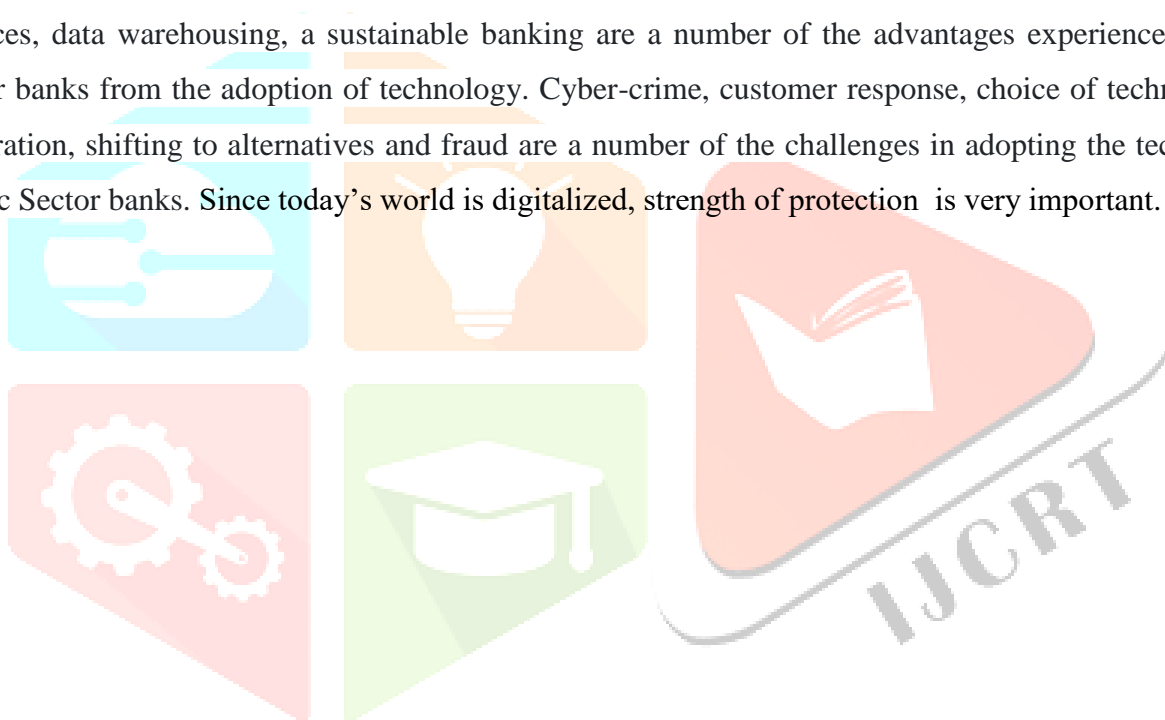 ces, data warehousing, a sustainable banking are a number of the advantages experience
r banks from the adoption of technology. Cyber-crime, customer response, choice of techn
ration, shifting to alternatives and fraud are a number of the challenges in adopting the tec
c Sector banks. Since today’s world is digitalized, strength of protection  is very important.
IJCRT